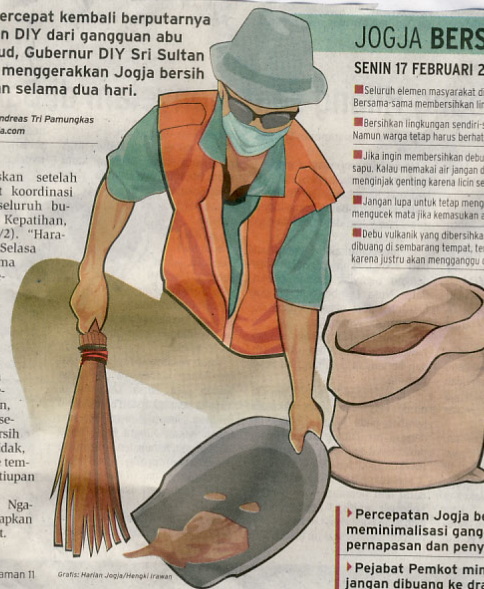 ercepat kembali berputarnya
n DIY dari gangguan abu
ud, Gubernur DIY Sri Sultan
menggerakkan Jogja bersih
an selama dua hari.
ndreas Tri Pamungkas
a.com
skan setelah
t koordinasi
seluruh bu-
Kepatihan,
/2). "Hara-
Selasa
ma
n,
se-
rsih
dak,
tem-
tiupan
Nga-
apkan
t.
aman 11
Grafis: Harian Jogja/Hengki Irawan
JOGJA BERS
SENIN 17 FEBRUARI 2
Seluruh elemen masyarakat di
Bersama-sama membersihkan lin
Bersihkan lingkungan sendiri-s
Namun warga tetap harus berhat
Jika ingin membersihkan debu
sapu. Kalau memakai air jangan d
menginjak genting karena licin se
Jangan lupa untuk tetap meng
mengucek mata jika kemasukan a
Debu vulkanik yang dibersihka
dibuang di sembarang tempat, te
karena justru akan mengganggu
Percepatan Jogja be
meminimalisasi gang
pernapasan dan peny
Pejabat Pemkot min
jangan dibuang ke dra